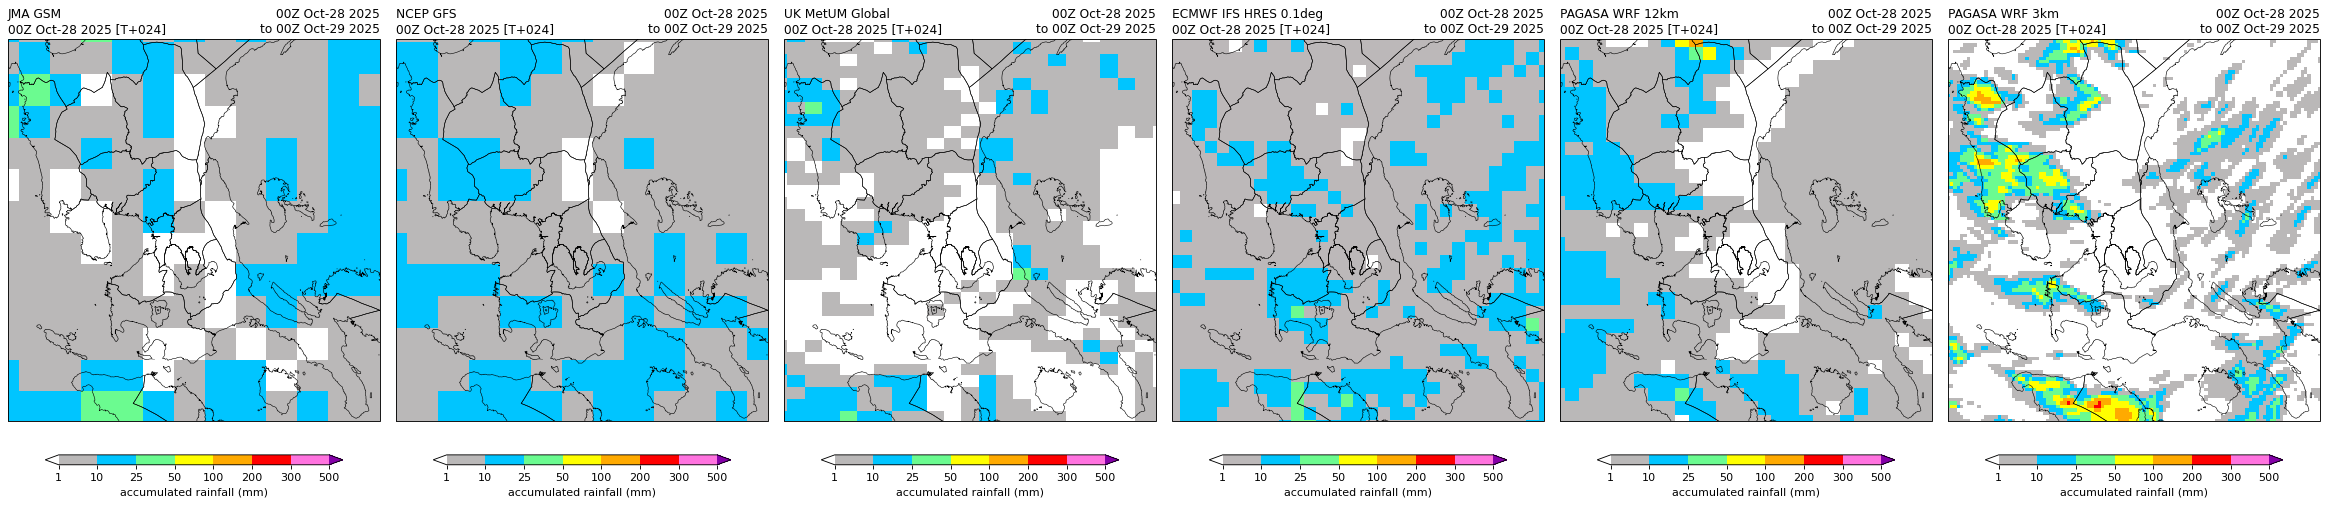 JMA GSM
00Z Oct-28 2025 [T+024]
00Z Oct-28 2025
to 00Z Oct-29 2025
1 10 25 50 100 200 300 500
accumulated rainfall (mm)
NCEP GFS
00Z Oct-28 2025 [T+024]
00Z Oct-28 2025
to 00Z Oct-29 2025
1 10 25 50 100 200 300 500
accumulated rainfall (mm)
UK MetUM Global
00Z Oct-28 2025 [T+024]
00Z Oct-28 2025
to 00Z Oct-29 2025
1 10 25 50 100 200 300 500
accumulated rainfall (mm)
ECMWF IFS HRES 0.1deg
00Z Oct-28 2025 [T+024]
00Z Oct-28 2025
to 00Z Oct-29 2025
1 10 25 50 100 200 300 500
accumulated rainfall (mm)
PAGASA WRF 12km
00Z Oct-28 2025 [T+024]
00Z Oct-28 2025
to 00Z Oct-29 2025
1 10 25 50 100 200 300 500
accumulated rainfall (mm)
PAGASA WRF 3km
00Z Oct-28 2025 [T+024]
00Z Oct-28 2025
to 00Z Oct-29 2025
1 10 25 50 100 200 300 500
accumulated rainfall (mm)